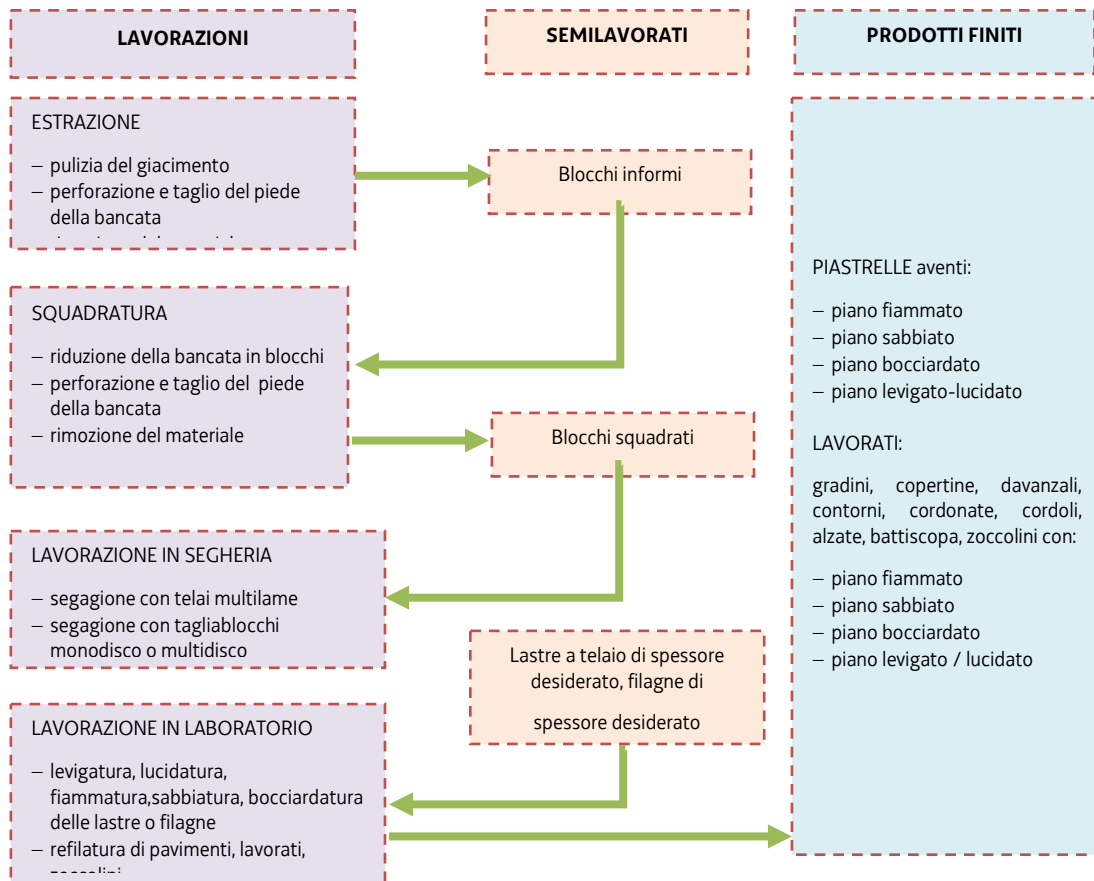 LAVORAZIONI
SEMILAVORATI
PRODOTTI FINITI
ESTRAZIONE
– pulizia del giacimento
– perforazione e taglio del piede
della bancata
Blocchi informi
SQUADRATURA
– riduzione della bancata in blocchi
– perforazione e taglio del piede
della bancata
– rimozione del materiale
Blocchi squadrati
LAVORAZIONE IN SEGHERIA
– segagione con telai multilame
– segagione con tagliablocchi
monodisco o multidisco
Lastre a telaio di spessore
desiderato, filagne di
spessore desiderato
LAVORAZIONE IN LABORATORIO
– levigatura, lucidatura,
fiammatura,sabbiatura, bocciardatura
delle lastre o filagne
– refilatura di pavimenti, lavorati,
PIASTRELLE aventi:
– piano fiammato
– piano sabbiato
– piano bocciardato
– piano levigato-lucidato
LAVORATI:
gradini, copertine, davanzali,
contorni, cordonate, cordoli,
alzate, battiscopa, zoccolini con:
– piano fiammato
– piano sabbiato
– piano bocciardato
– piano levigato / lucidato